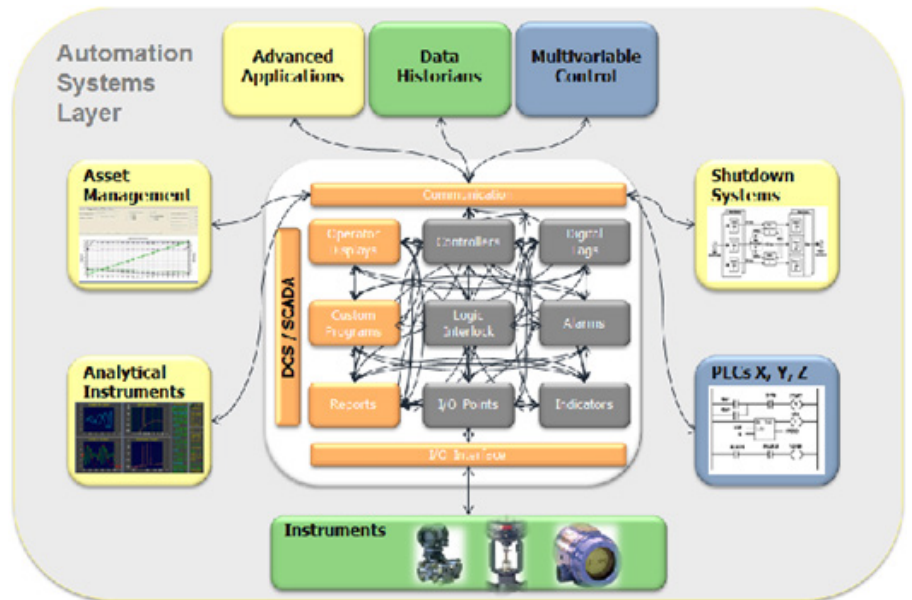 Automation
Systems
Layer
Advanced
Applications
Data
Historians
Multivariable
Control
Asset
Management
Shutdown
Systems
Communication
DCS / SCADA
Operator
Displays
Controllers
Digital
Tags
Custom
Programs
Logic
Interlock
Alarms
Analytical
Instruments
PLCs X, Y, Z
Reports
I/O Points
Indicators
I/O Interface
Instruments